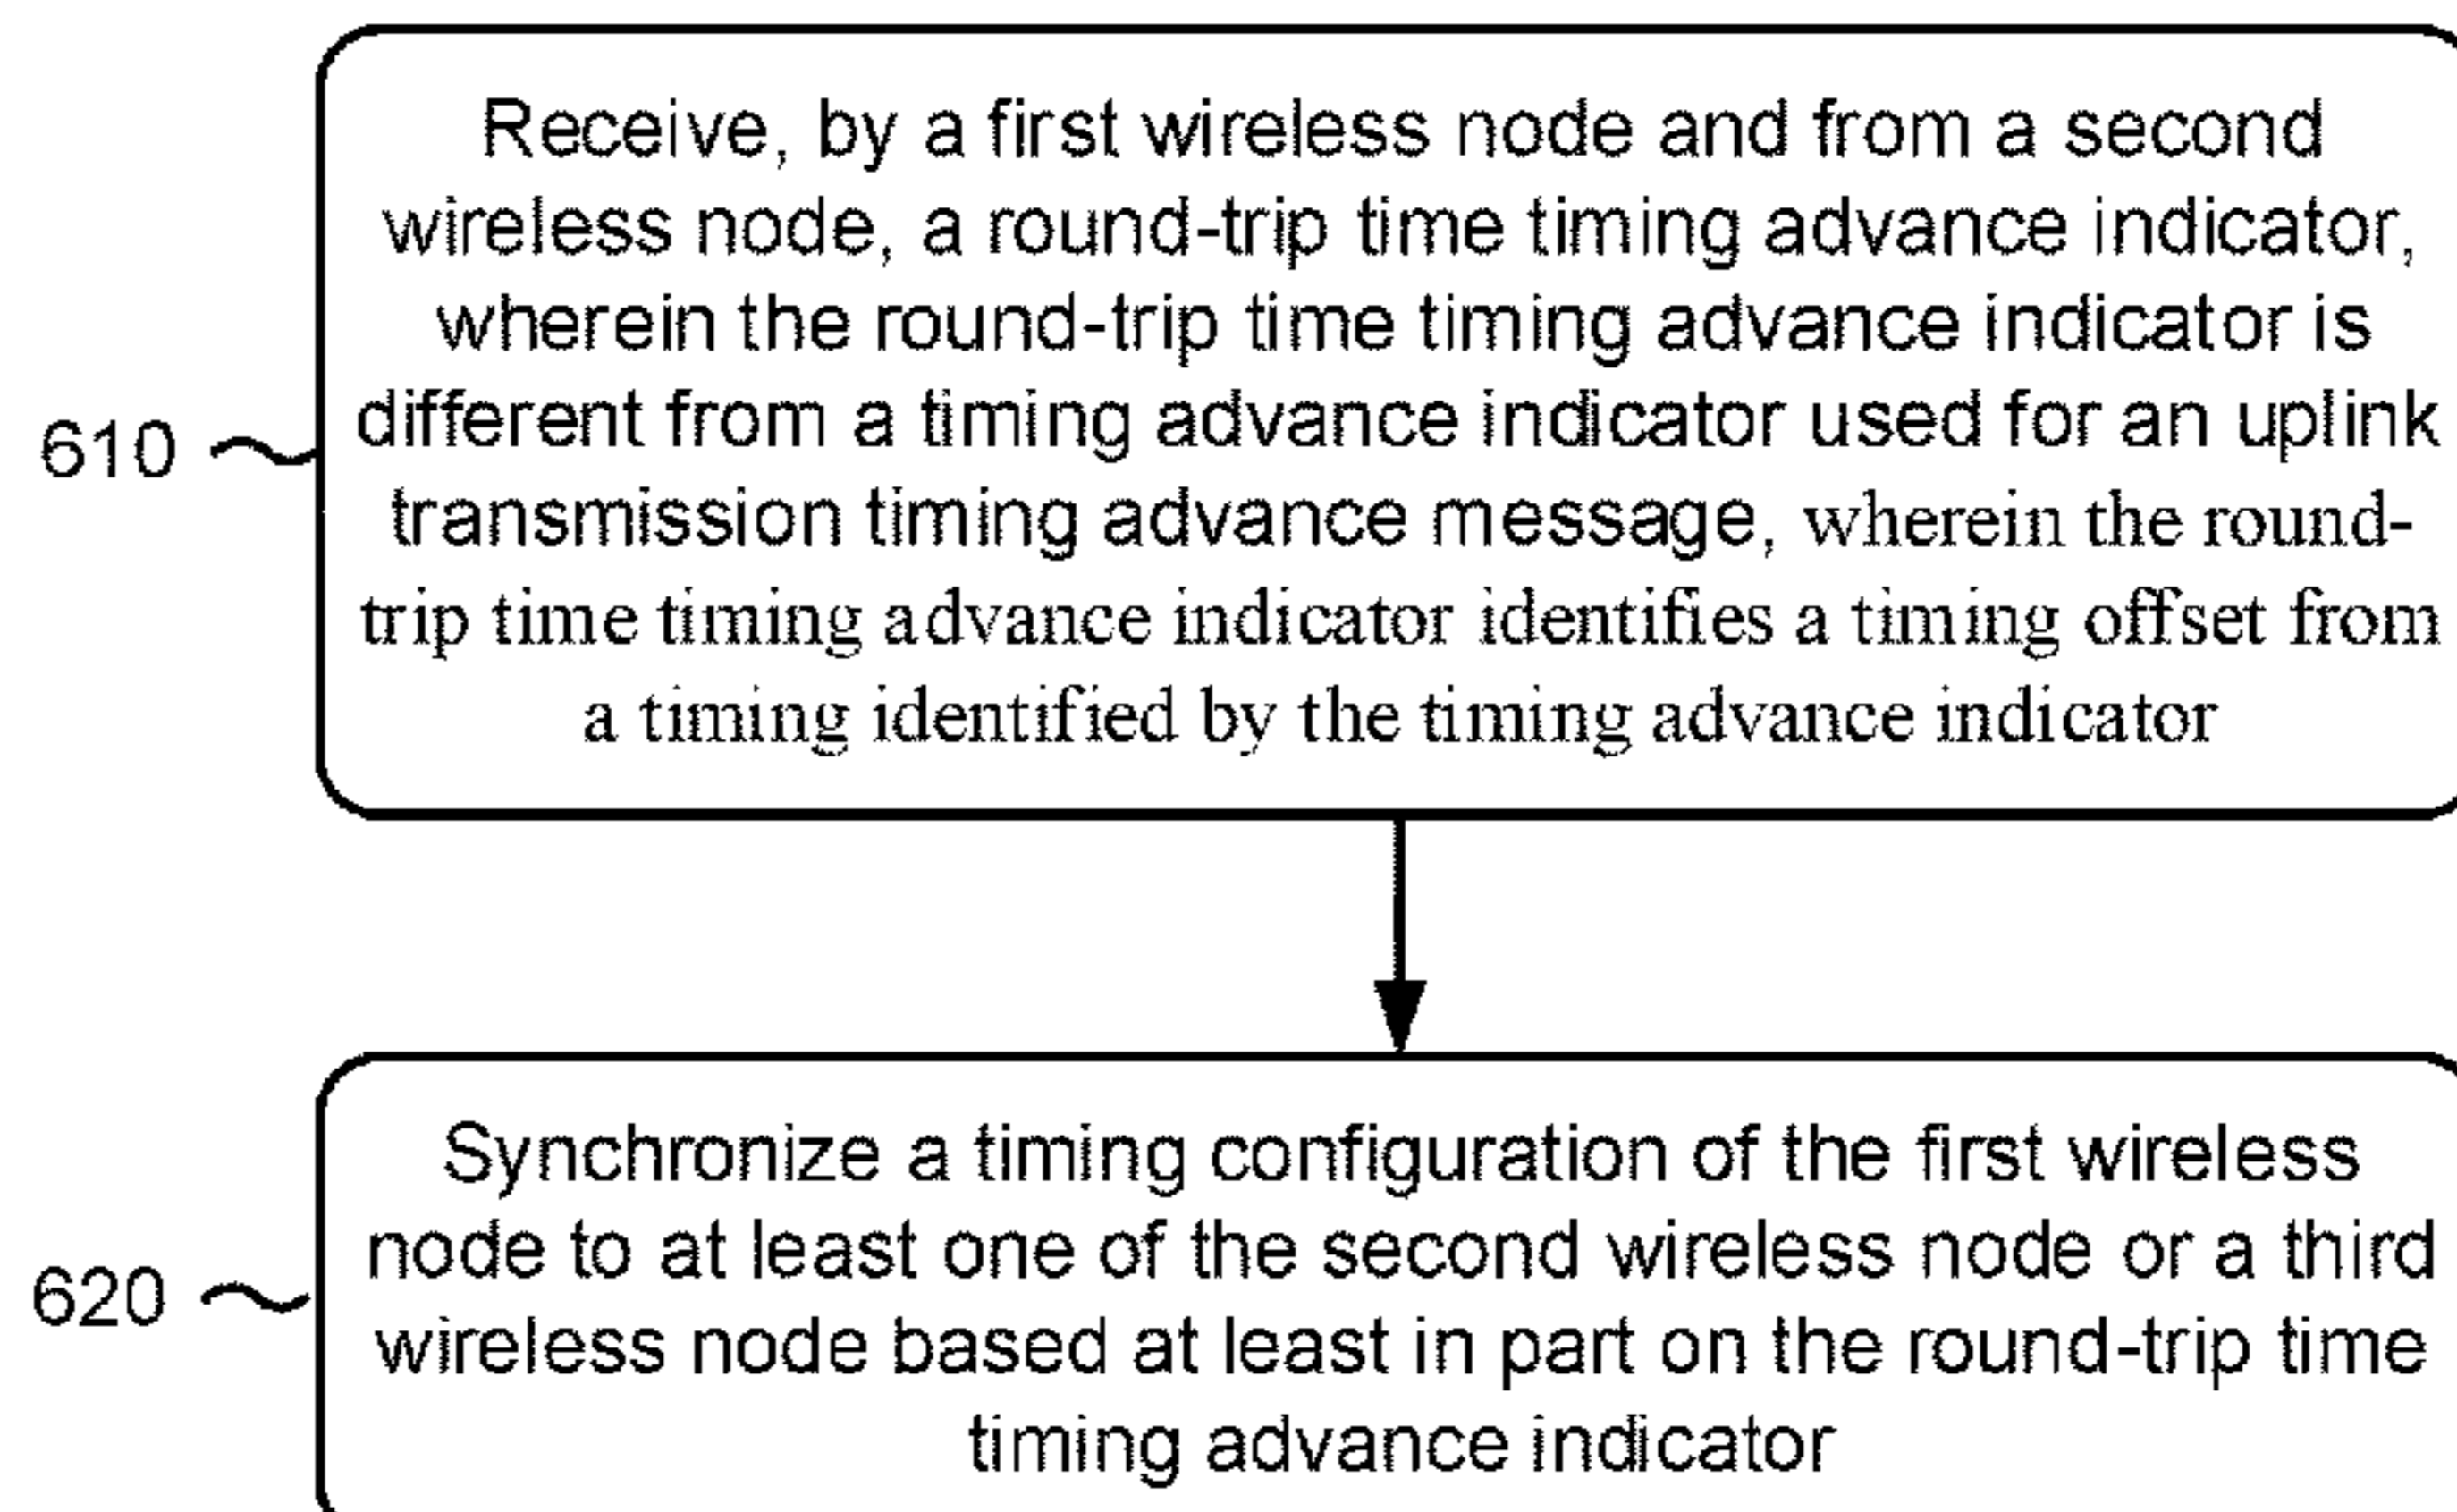 Receive, by a first wireless node and from a second
wireless node, a round-trip time timing advance indicator,
wherein the round-trip time timing advance indicator is
different from a timing advance indicator used for an uplink
transmission timing advance message, wherein the round-
trip time timing advance indicator identifies a timing offset from
a timing identified by the timing advance indicator
610
Synchronize a timing configuration of the first wireless
node to at least one of the second wireless node or a third
wireless node based at least in part on the round-trip time
timing advance indicator
620